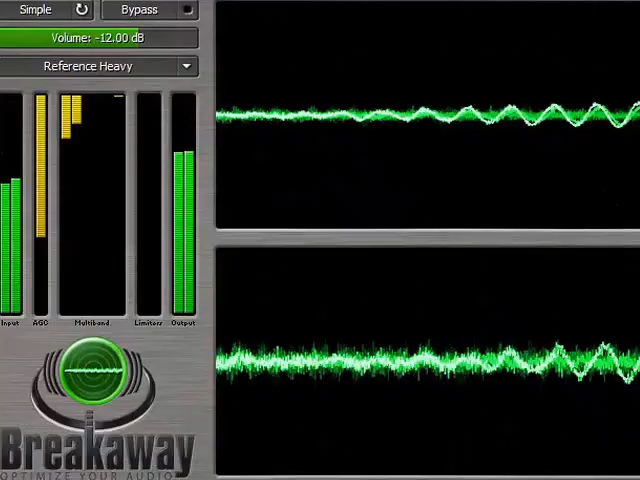 Simple
Bypass
Volume: -12.00 dB
Reference Heavy
Input AGC Multiband Limiters Output
Breakaway
OPTIMIZE YOUR AUDIO